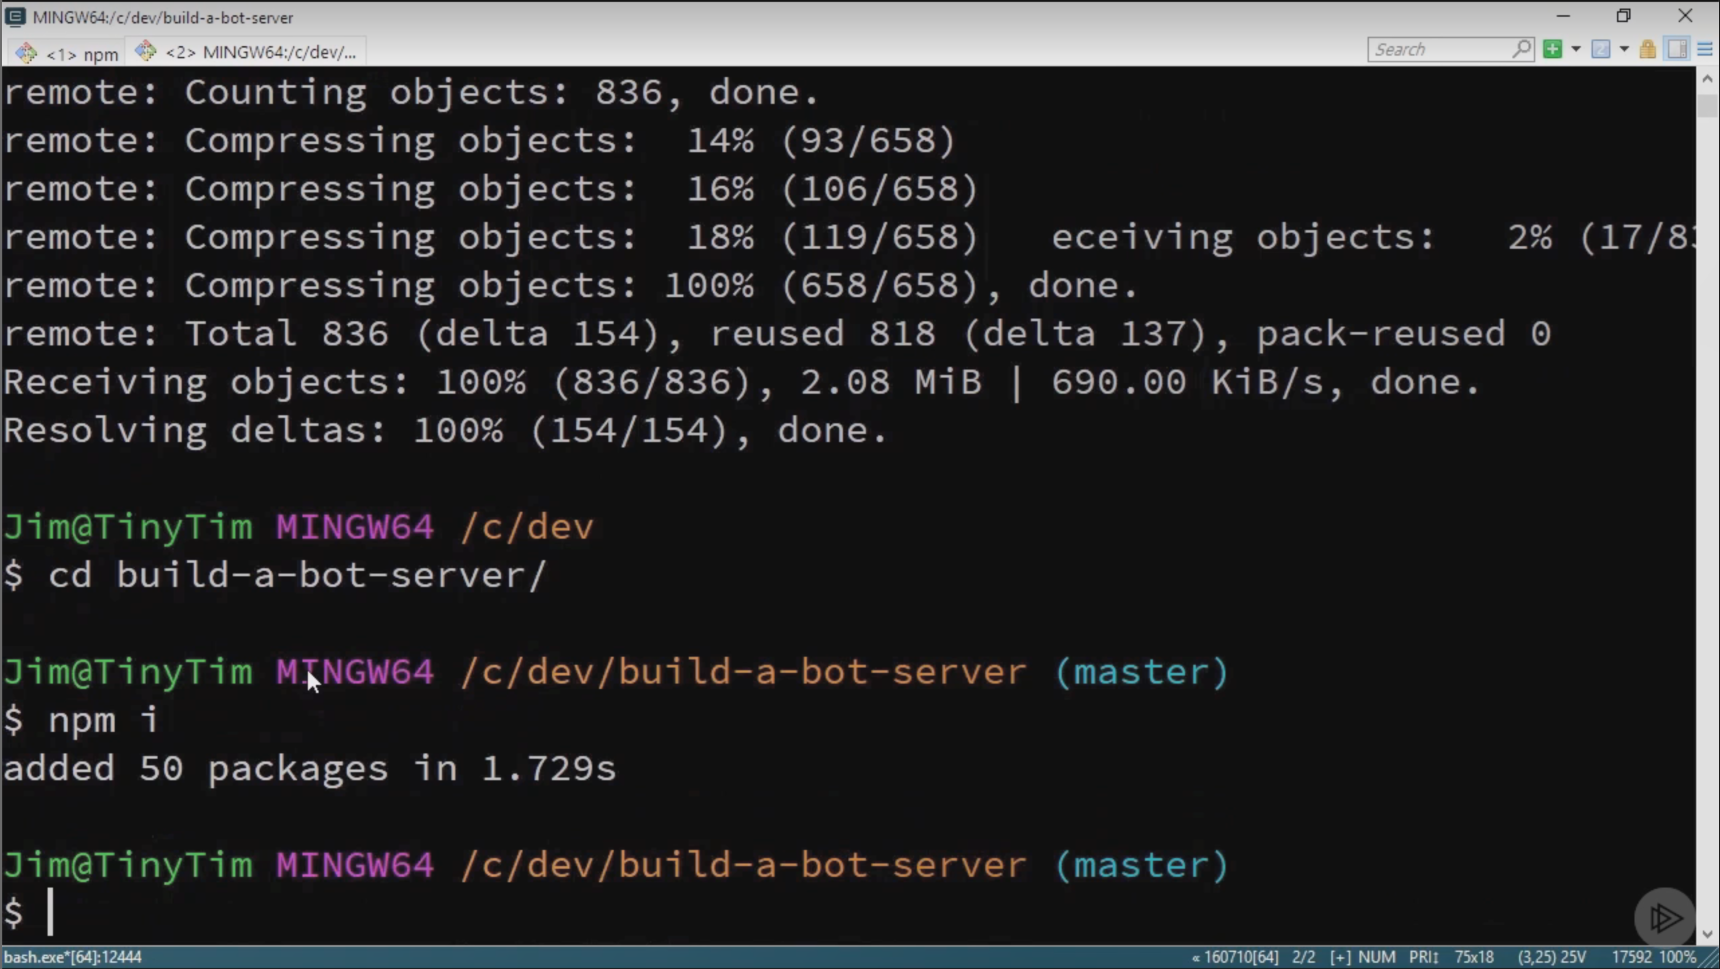 MINGW64:/c/dev/build-a-bot-server
<1> npm
<2> MINGW64:/c/dev/...
Search
remote: Counting objects: 836, done.
remote: Compressing objects:  14% (93/658)
remote: Compressing objects:  16% (106/658)
remote: Compressing objects:  18% (119/658)   eceiving objects:   2% (17/83
remote: Compressing objects: 100% (658/658), done.
remote: Total 836 (delta 154), reused 818 (delta 137), pack-reused 0
Receiving objects: 100% (836/836), 2.08 MiB | 690.00 KiB/s, done.
Resolving deltas: 100% (154/154), done.
Jim@TinyTim MINGW64 /c/dev
$ cd build-a-bot-server/
Jim@TinyTim MINGW64 /c/dev/build-a-bot-server (master)
$ npm i
added 50 packages in 1.729s
Jim@TinyTim MINGW64 /c/dev/build-a-bot-server (master)
$
bash.exe*[64]:12444
« 160710[64] 2/2 [+] NUM PRI↕ 75x18 (3,25) 25V 17592 100%